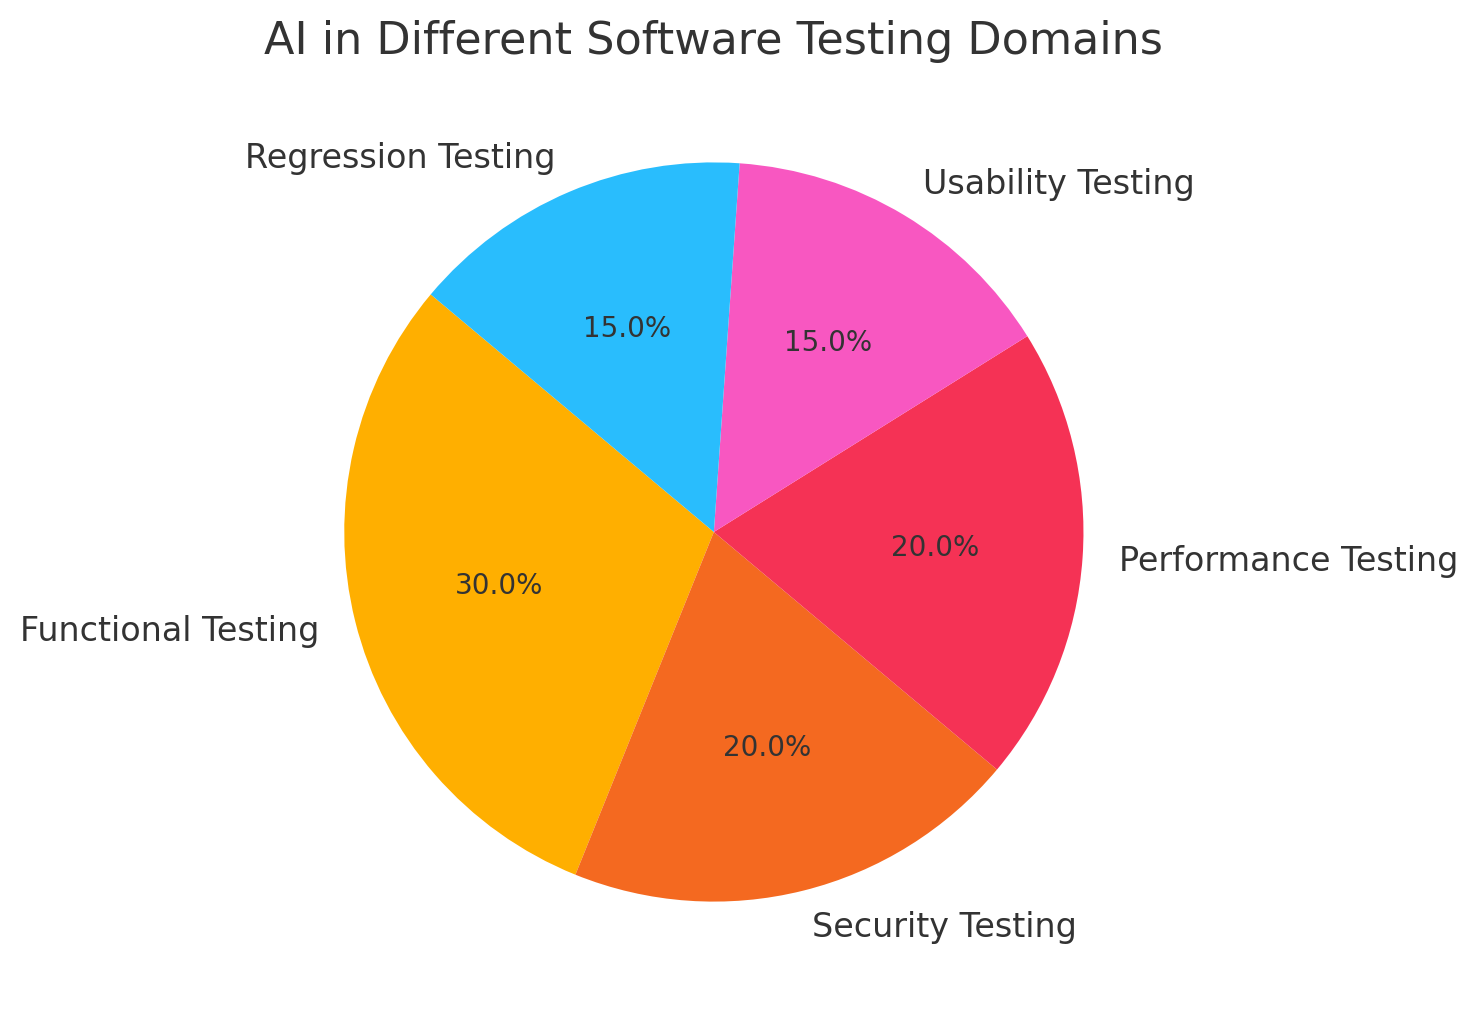 AI in Different Software Testing Domains
Regression Testing
Usability Testing
15.0%
15.0%
Performance Testing
20.0%
30.0%
Functional Testing
20.0%
Security Testing